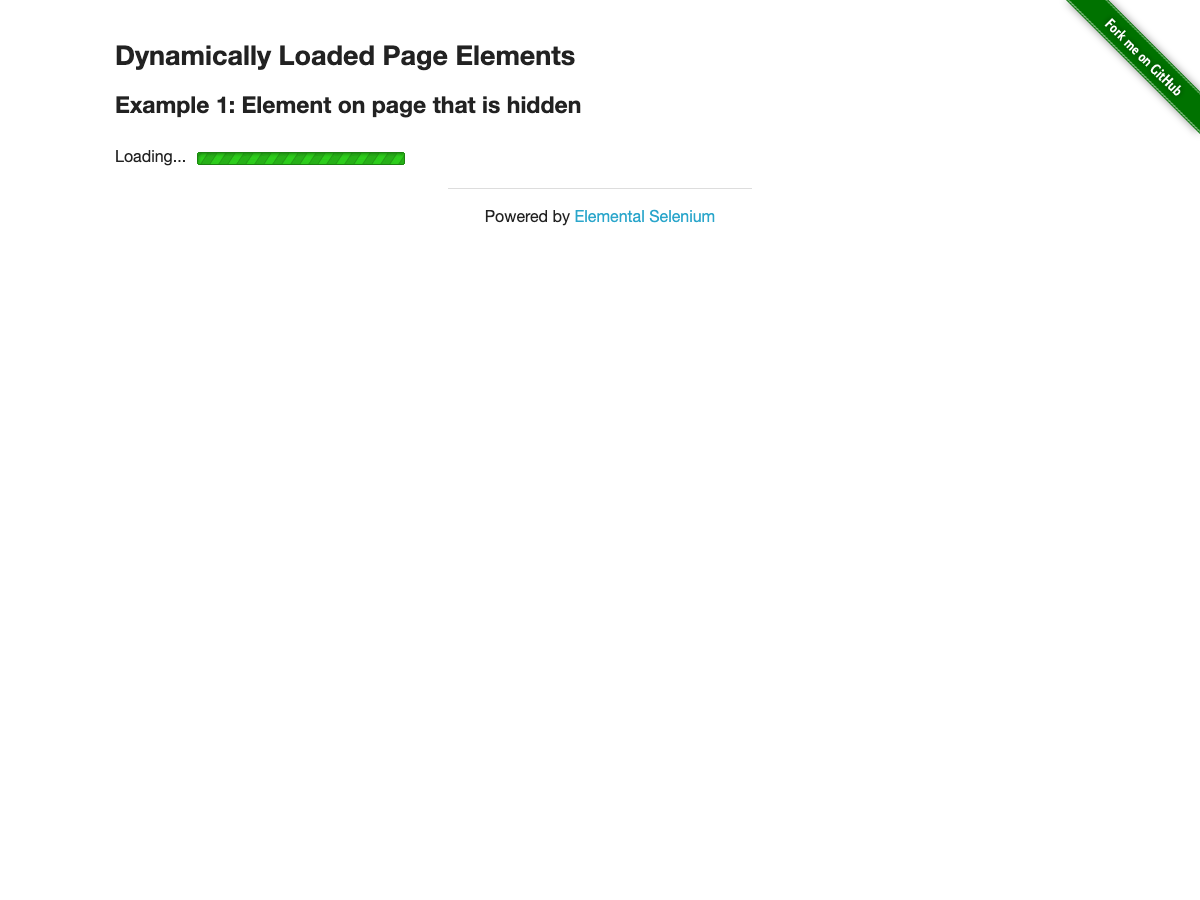 Dynamically Loaded Page Elements
Example 1: Element on page that is hidden
Loading...
Powered by Elemental Selenium
Fork me on GitHub